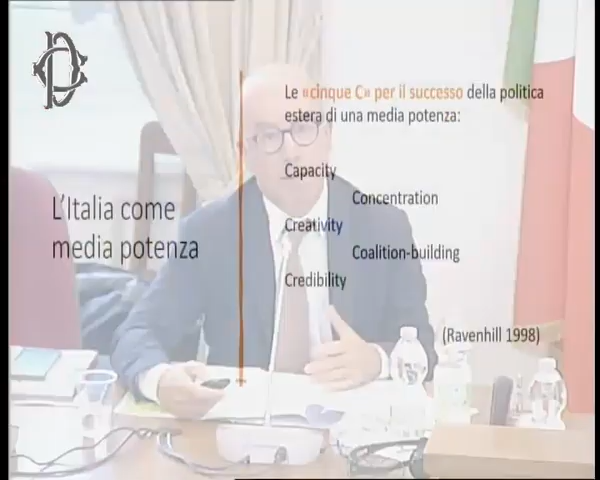 Le «cinque C» per il successo della politica
estera di una media potenza:
Capacity
Concentration
Creativity
Coalition-building
Credibility
(Ravenhill 1998)
L'Italia come
media potenza